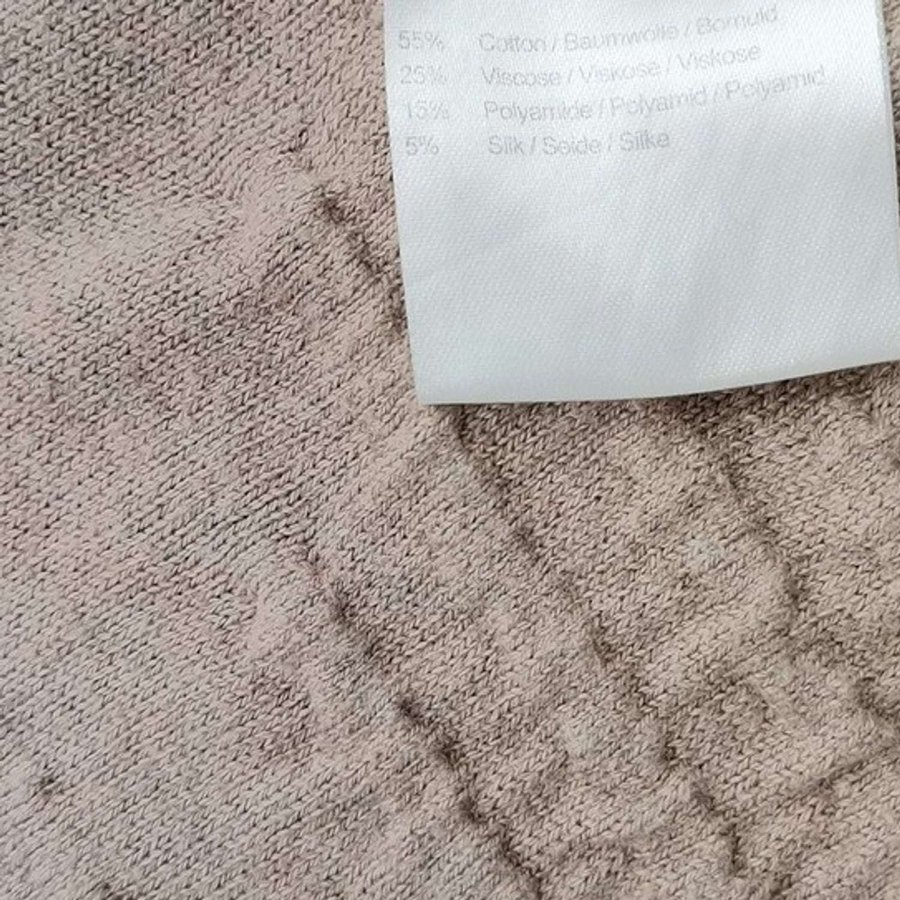 55% Cotton / Baumwolle / Bomuld
25% Viscose / Viskose / Viskose
15% Polyamide / Polyamid / Polyamid
5% Silk / Seide / Silke